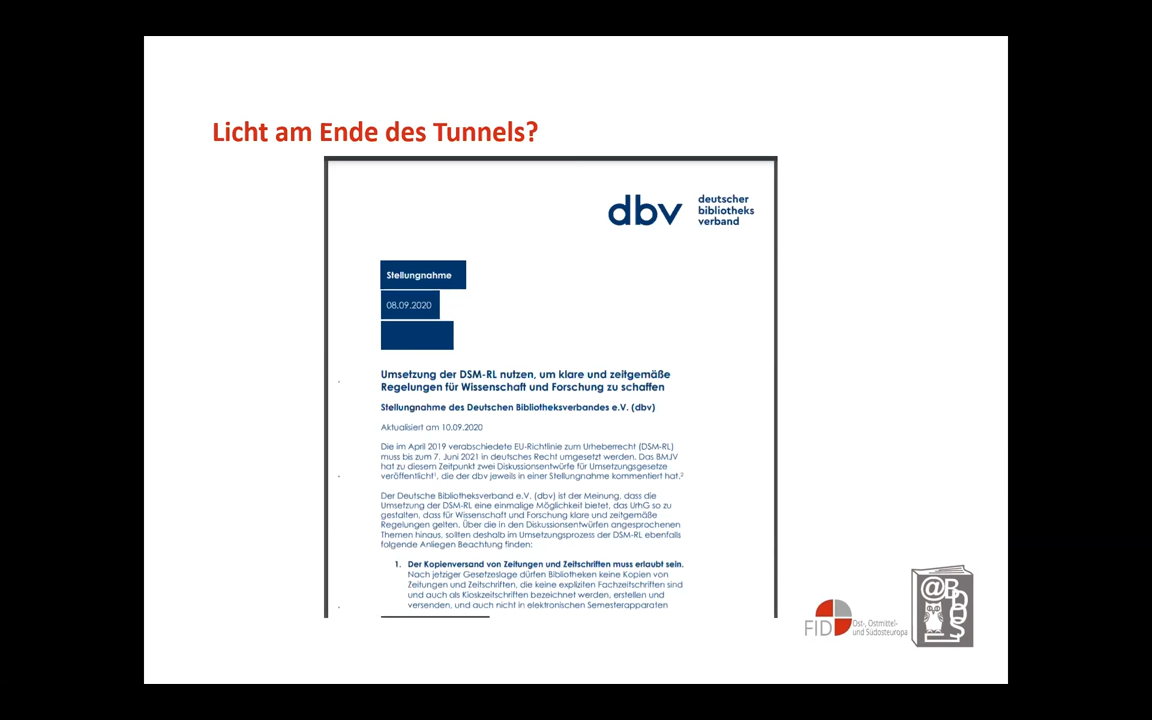 Licht am Ende des Tunnels?
dbv
deutscher
bibliotheks
verband
Stellungnahme
08.09.2020
Umsetzung der DSM-RL nutzen, um klare und zeitgemäße
Regelungen für Wissenschaft und Forschung zu schaffen
Stellungnahme des Deutschen Bibliotheksverbandes e.V. (dbv)
Aktualisiert am 10.09.2020
Die im April 2019 verabschiedete EU-Richtlinie zum Urheberrecht (DSM-RL)
muss bis zum 7. Juni 2021 in deutsches Recht umgesetzt werden. Das BMJV
hat zu diesem Zeitpunkt zwei Diskussionsentwürfe für Umsetzungsgesetze
veröffentlicht¹, die der dbv jeweils in einer Stellungnahme kommentiert hat.²
Der Deutsche Bibliotheksverband e.V. (dbv) ist der Meinung, dass die
Umsetzung der DSM-RL eine einmalige Möglichkeit bietet, das UrhG so zu
gestalten, dass für Wissenschaft und Forschung klare und zeitgemäße
Regelungen gelten. Über die in den Diskussionsentwürfen angesprochenen
Themen hinaus, sollten deshalb im Umsetzungsprozess der DSM-RL ebenfalls
folgende Anliegen Beachtung finden:
1. Der Kopienversand von Zeitungen und Zeitschriften muss erlaubt sein.
Nach jetziger Gesetzeslage dürfen Bibliotheken keine Kopien von
Zeitungen und Zeitschriften, die keine expliziten Fachzeitschriften sind
und auch als Kioskzeitschriften bezeichnet werden, erstellen und
versenden, und auch nicht in elektronischen Semesterapparaten
FID
Ost-, Ostmittel-
und Südosteuropa
@BDOS